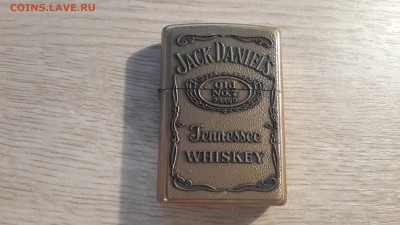 COINS.LAVE.RU
JACK DANIEL'S
OLD
NO.7
BRAND
Tennessee
WHISKEY